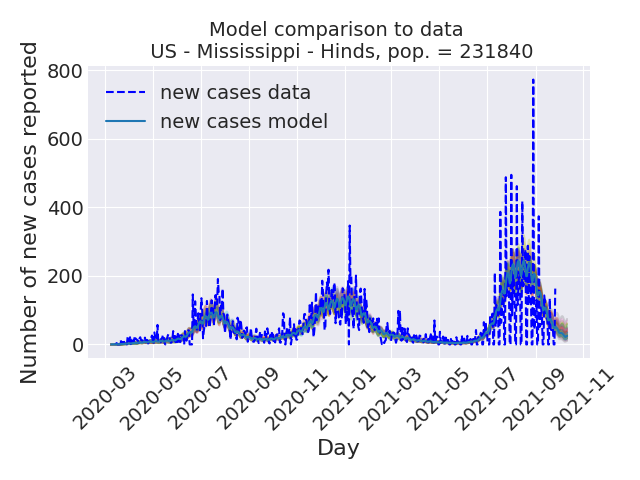 Model comparison to data
US - Mississippi - Hinds, pop. = 231840
Number of new cases reported
800
600
400
200
0
new cases data
new cases model
2020-03
2020-05
2020-07
2020-09
2020-11
2021-01
2021-03
2021-05
2021-07
2021-09
2021-11
Day